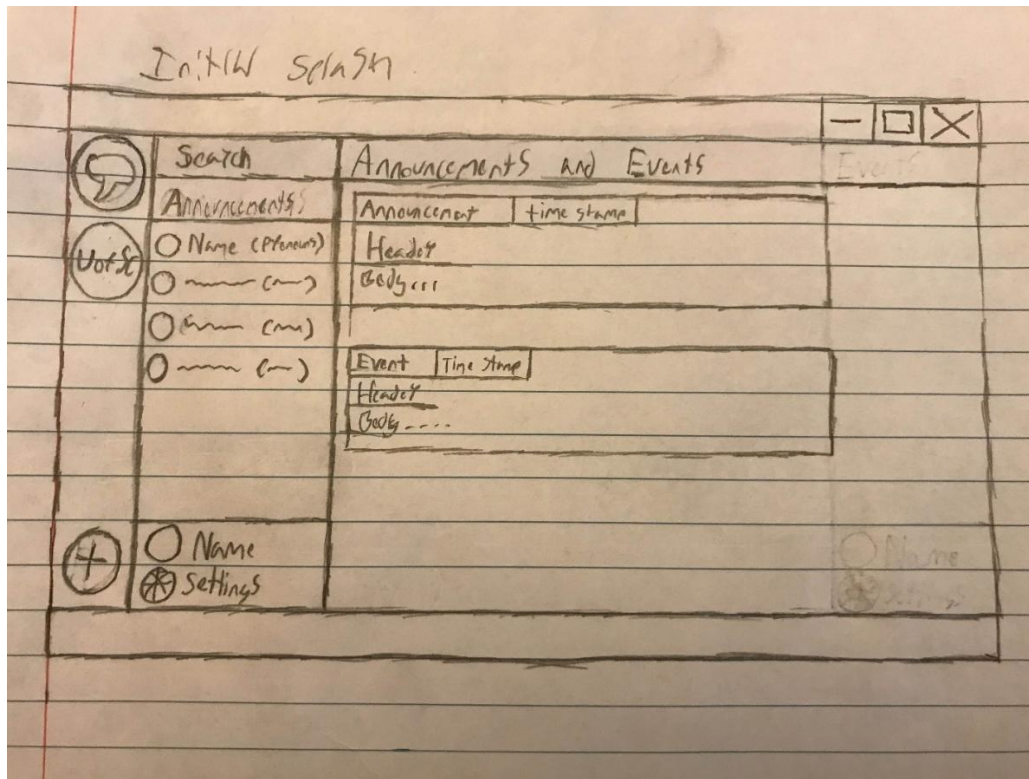 Initial Splash
Search
Announcements
Name (Pronouns)
UofSC
Name
Settings
Announcements and Events
Announcement
time stamp
Header
Body...
Event
Time Stamp
Header
Body.....
Events
Name
Settings